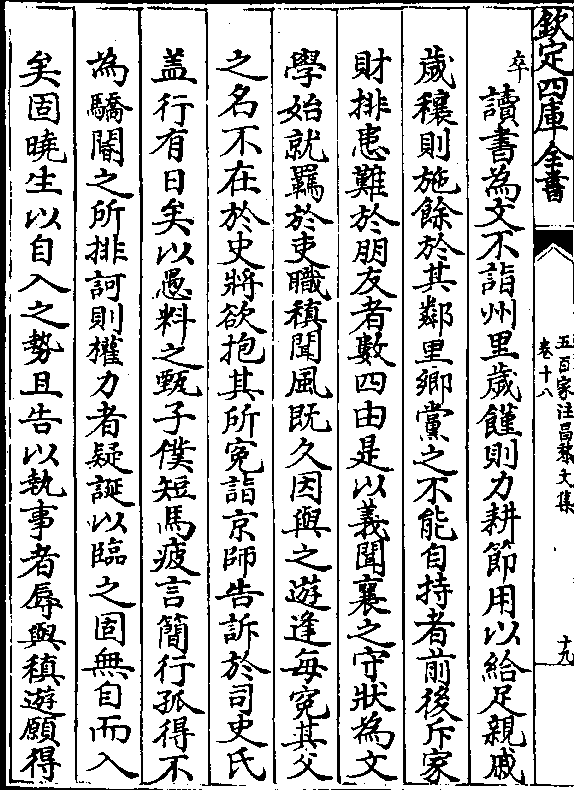 欽定四庫全書
五百家注昌黎文集
卷十八
十九
卒讀書為文不詣州里歲饉則力耕節用以給足親戚
歲穰則施餘於其鄰里鄉黨之不能自持者前後斥家
財排患難於朋友者數四由是以義聞襄之守狀為文
學始就羈於吏職稹聞風既久因與之遊逢每寃其父
之名不在於史將欲抱其所寃詣京師告訴於司史氏
盖行有日矣以愚料之甄子僕短馬疲言簡行孤得不
為驕閽之所排訶則權力者疑誕以臨之固無自而入
矣固曉生以自入之勢且告以執事者辱與稹遊願得